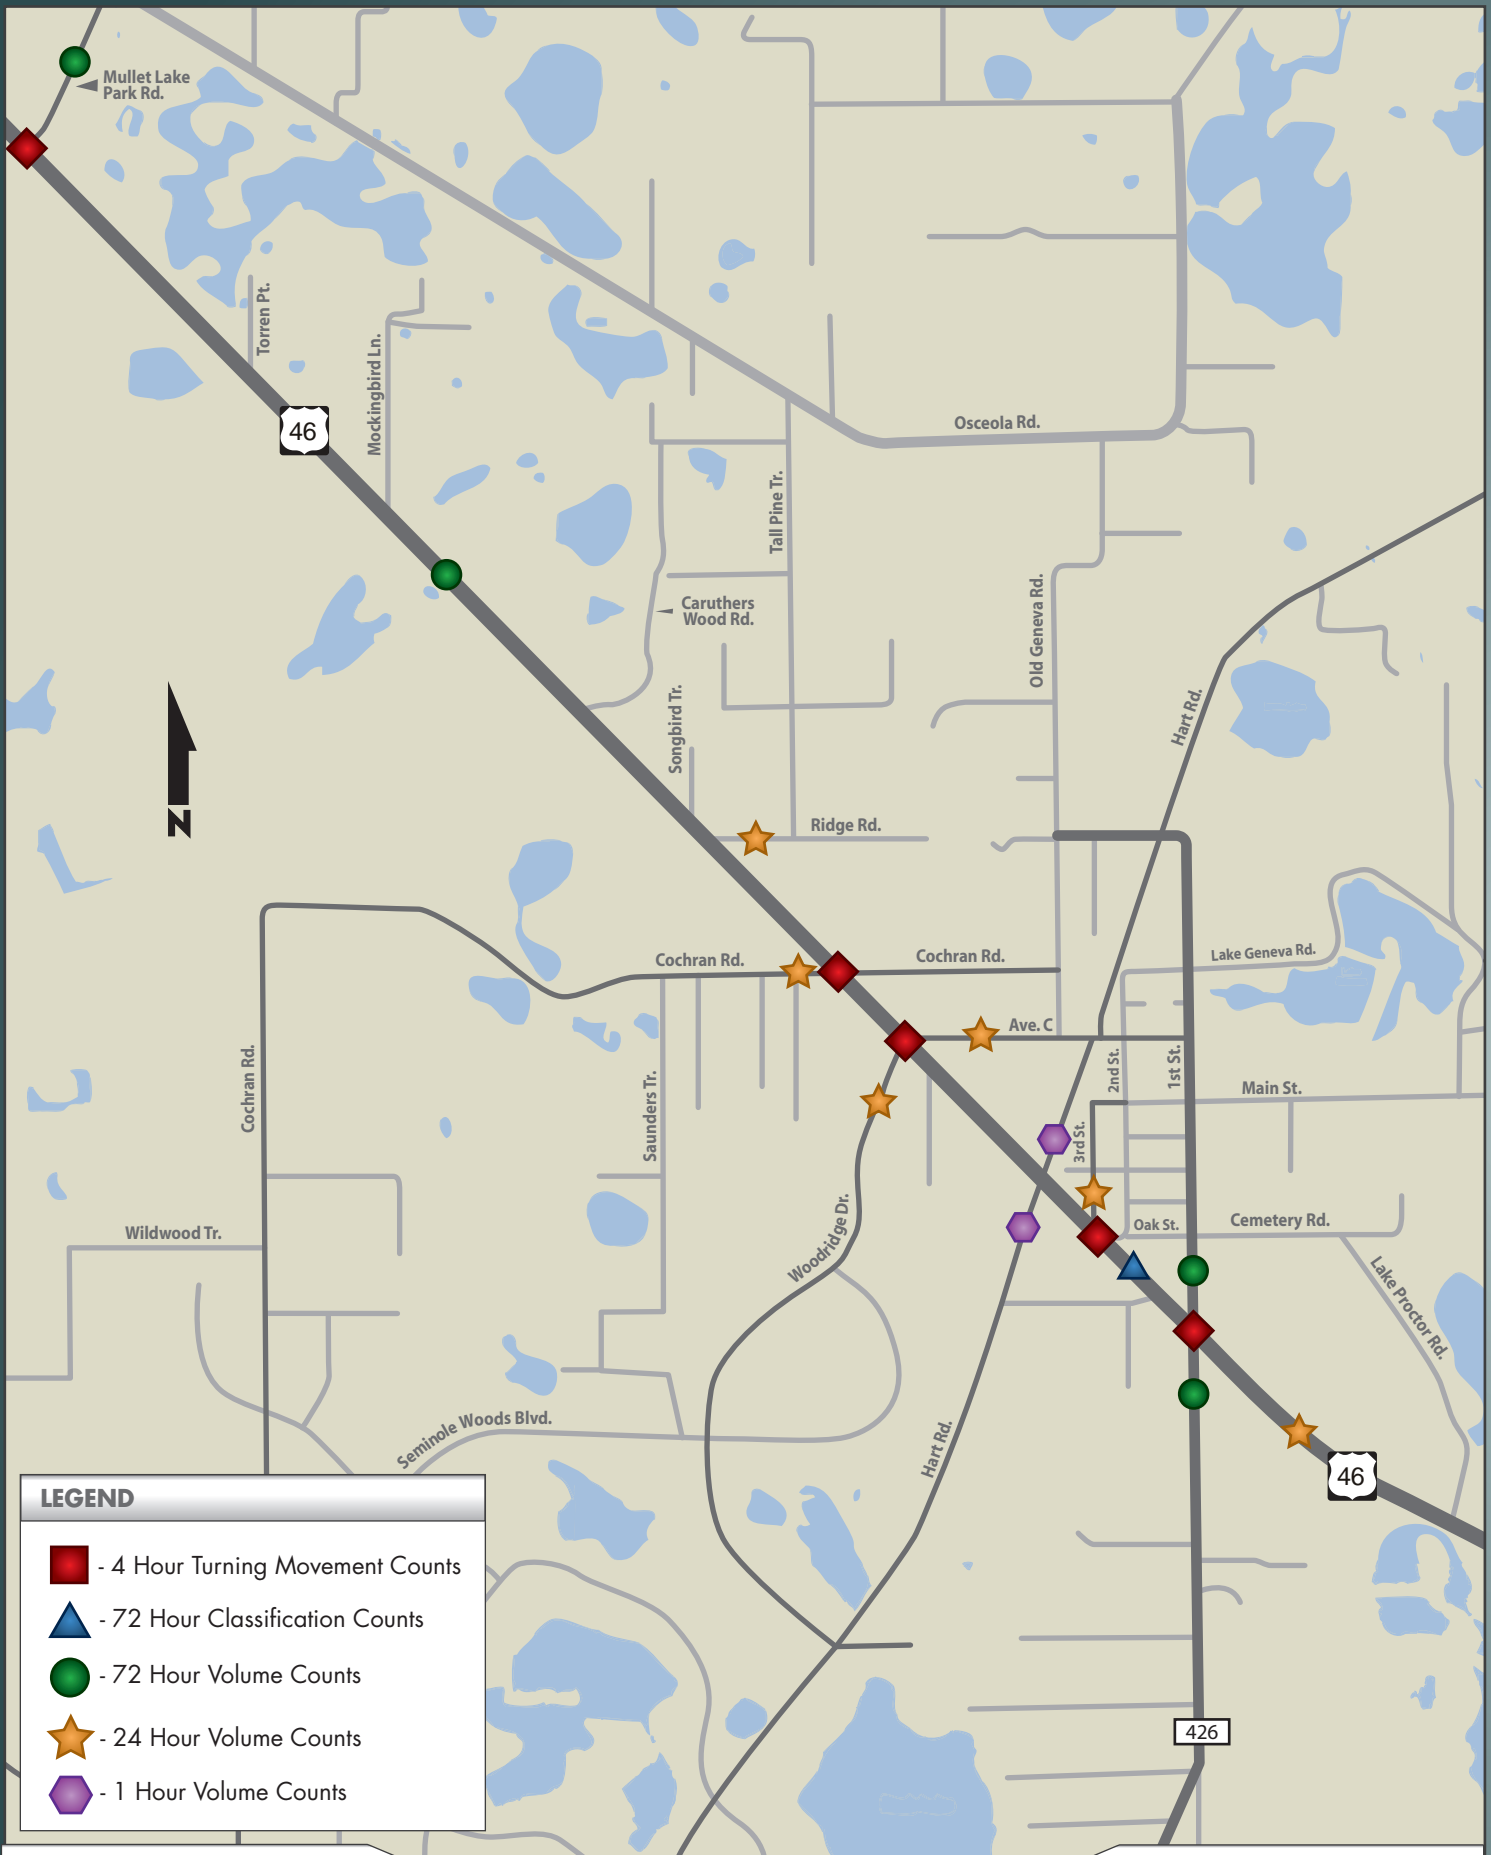 Mullet Lake
Park Rd.
Torren Pt.
Mockingbird Ln.
46
Osceola Rd.
Tall Pine Tr.
Caruthers
Wood Rd.
Old Geneva Rd.
Songbird Tr.
Hart Rd.
N
Ridge Rd.
Cochran Rd.
Cochran Rd.
Lake Geneva Rd.
Ave. C
Cochran Rd.
Saunders Tr.
2nd St.
1st St.
Main St.
3rd St.
Woodridge Dr.
Wildwood Tr.
Oak St.
Cemetery Rd.
Lake Proctor Rd.
Seminole Woods Blvd.
Hart Rd.
46
LEGEND
- 4 Hour Turning Movement Counts
- 72 Hour Classification Counts
- 72 Hour Volume Counts
- 24 Hour Volume Counts
- 1 Hour Volume Counts
426